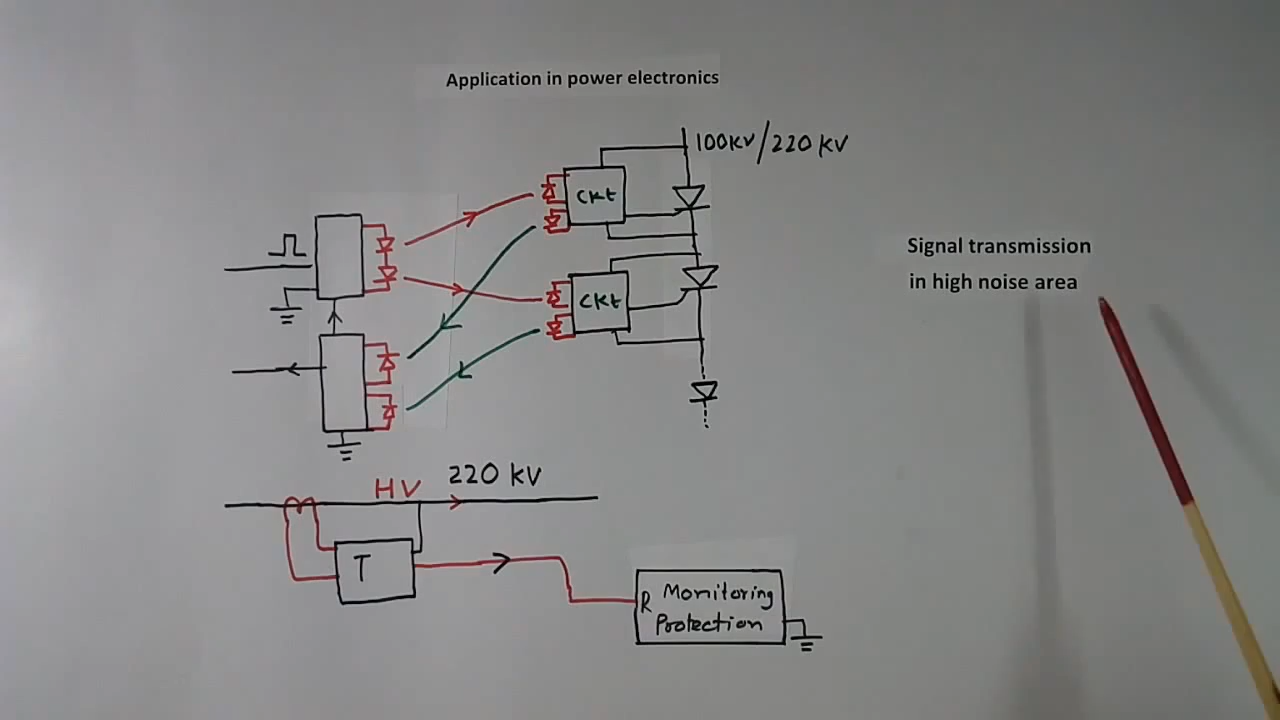 Application in power electronics
100KV/220 KV
CKt
CKt
Signal transmission
in high noise area
HV
220 KV
T
R Monitoring
Protection